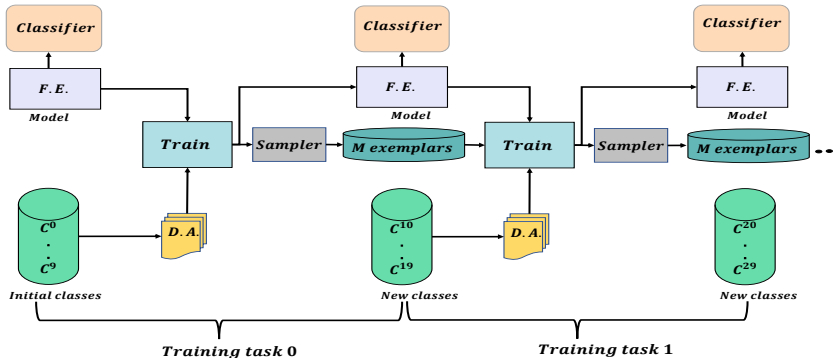 Classifier
Classifier
Classifier
F.E.
F.E.
F.E.
Model
Model
Model
Train
Sampler
M exemplars
Train
Sampler
M exemplars
C⁰
.
.
C⁹
D.A.
C¹⁰
.
.
C¹⁹
D.A.
C²⁰
.
.
C²⁹
Initial classes
New classes
New classes
Training task 0
Training task 1